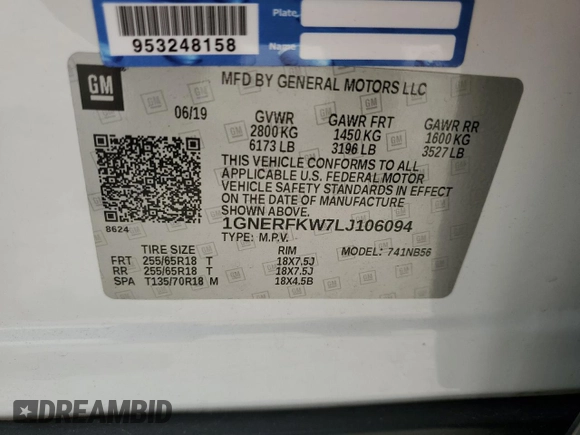 Plate
953248158
Name
GM
MFD BY GENERAL MOTORS LLC
06/19 GVWR GAWR FRT GAWR RR
2800 KG 1450 KG 1600 KG
6173 LB 3196 LB 3527 LB
THIS VEHICLE CONFORMS TO ALL
APPLICABLE U.S. FEDERAL MOTOR
VEHICLE SAFETY STANDARDS IN EFFECT
ON THE DATE OF MANUFACTURE
SHOWN ABOVE.
8624
1GNERFKW7LJ106094
TYPE: M.P.V.
MODEL: 741NB56
TIRE SIZE RIM
FRT 255/65R18 T 18X7.5J
RR 255/65R18 T 18X7.5J
SPA T135/70R18 M 18X4.5B
DREAMBID